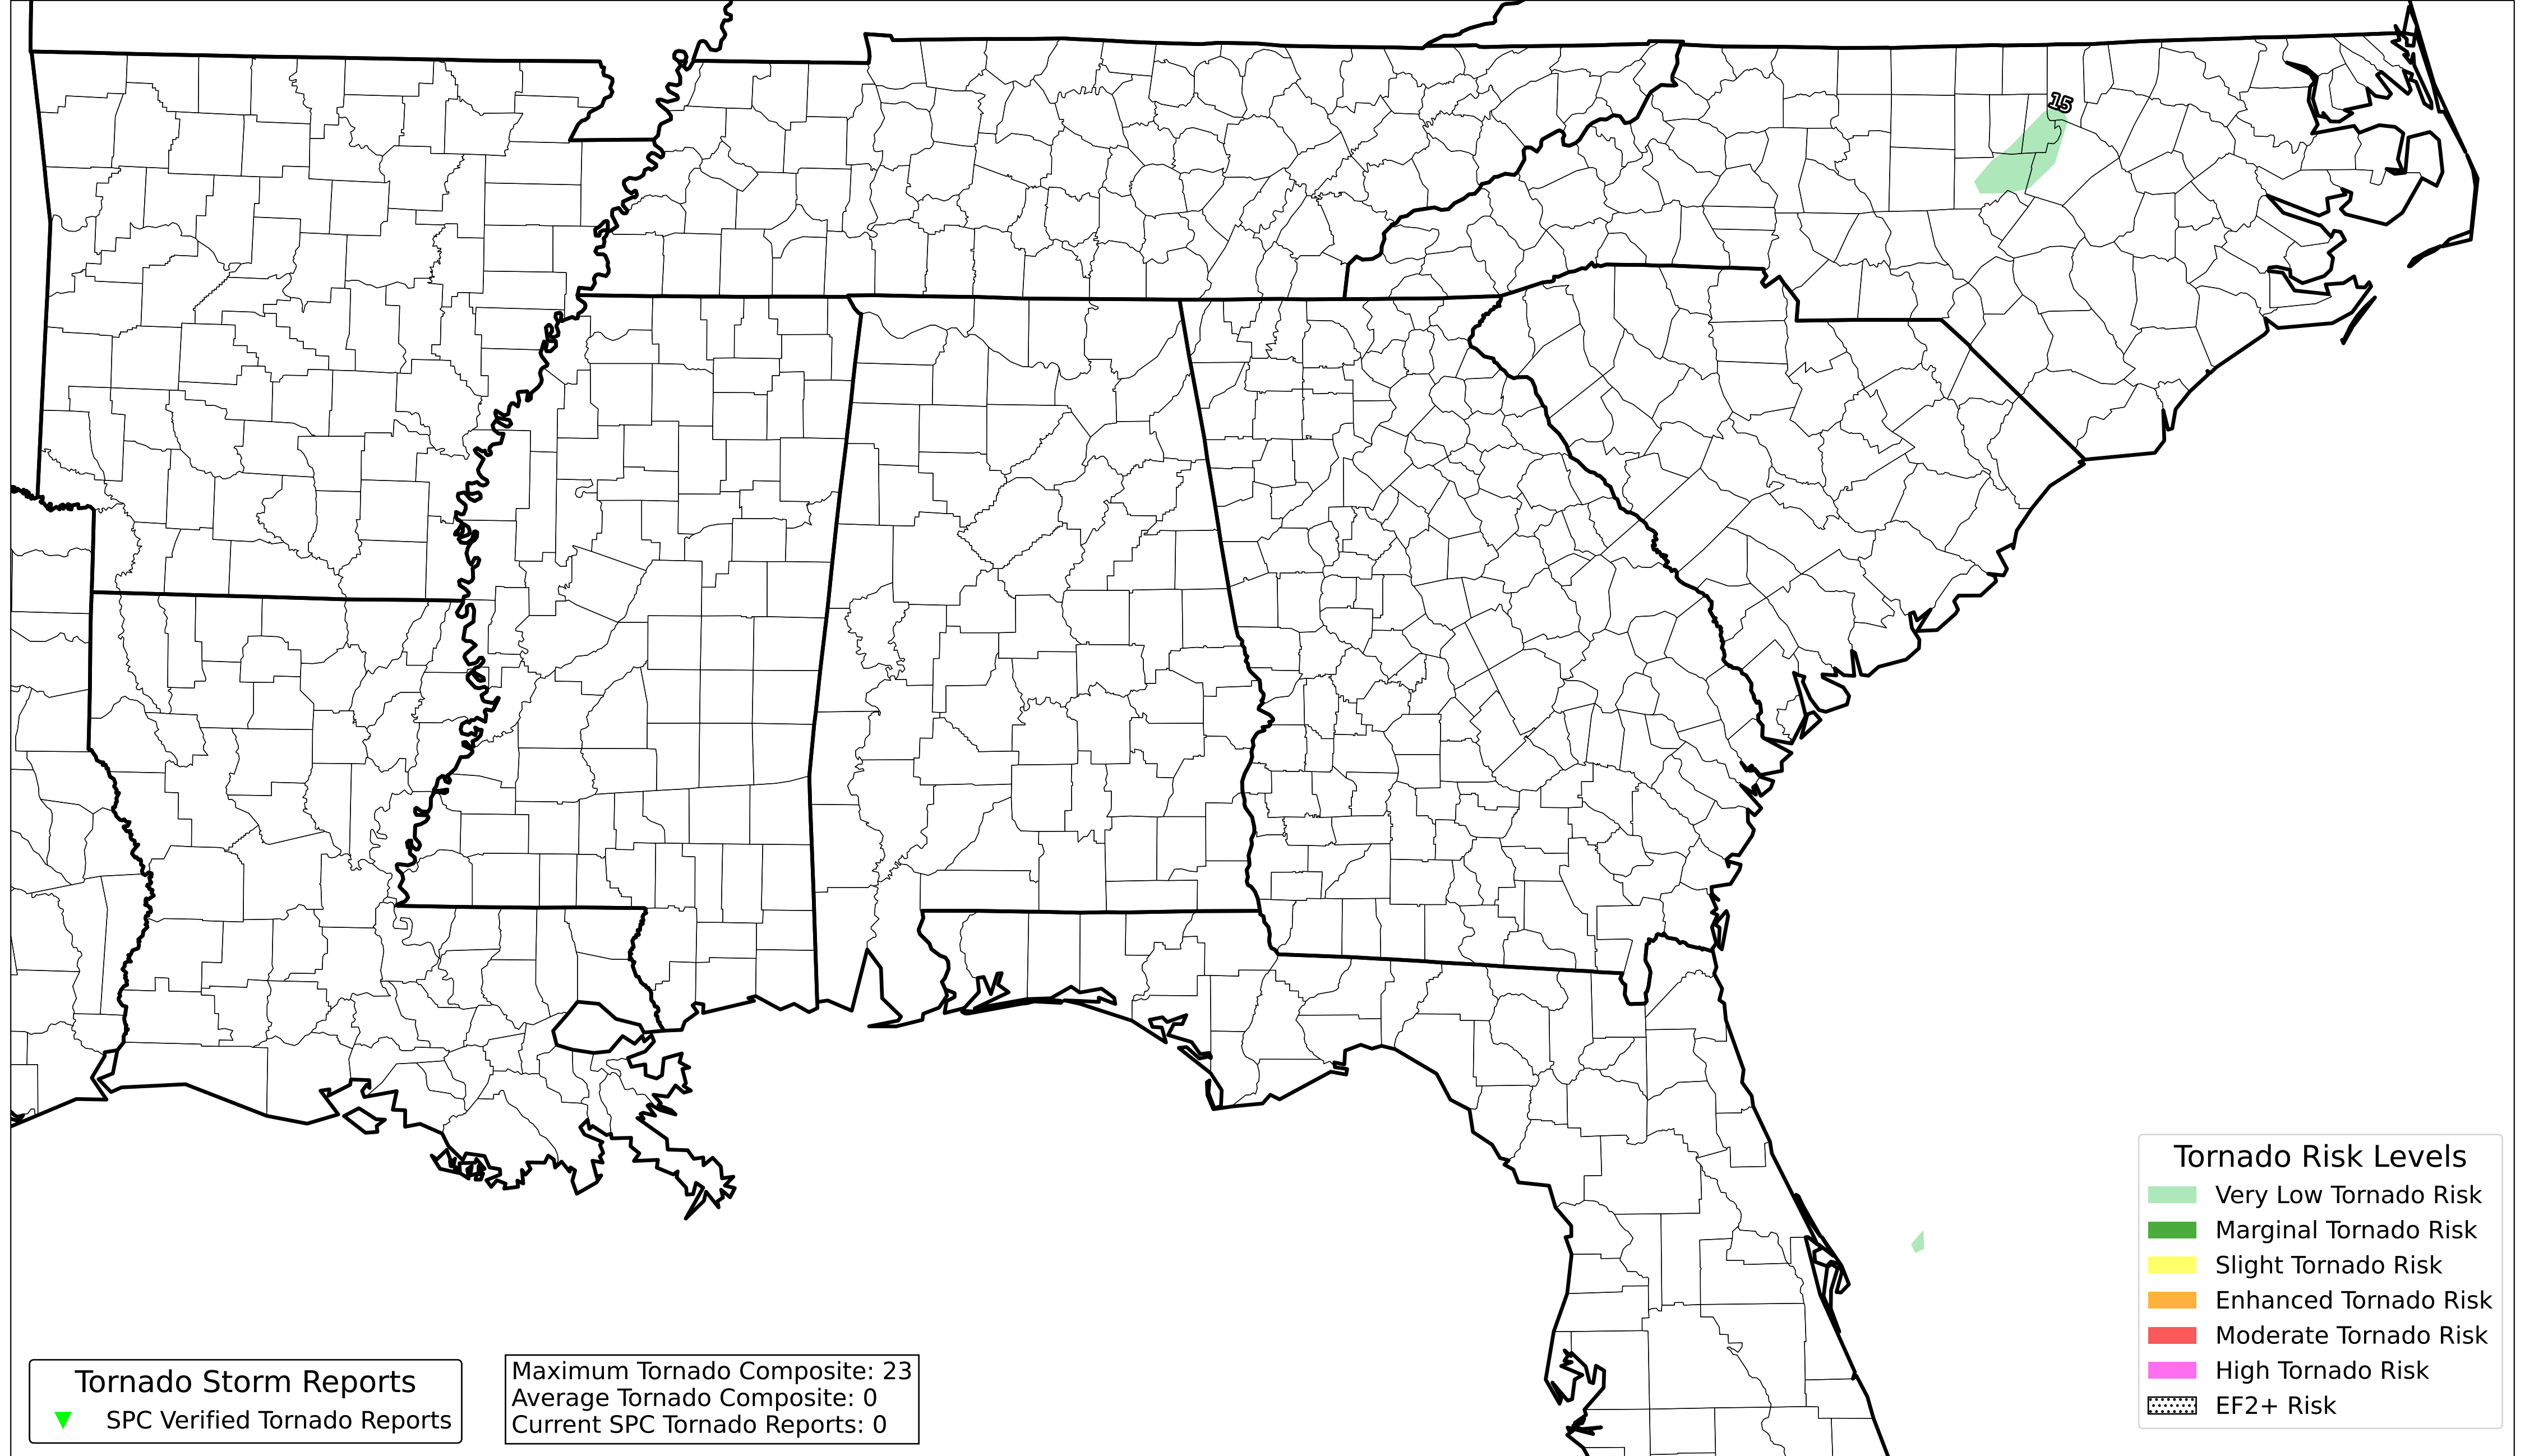 15
Tornado Risk Levels
Very Low Tornado Risk
Marginal Tornado Risk
Slight Tornado Risk
Enhanced Tornado Risk
Moderate Tornado Risk
High Tornado Risk
EF2+ Risk
Tornado Storm Reports
SPC Verified Tornado Reports
Maximum Tornado Composite: 23
Average Tornado Composite: 0
Current SPC Tornado Reports: 0